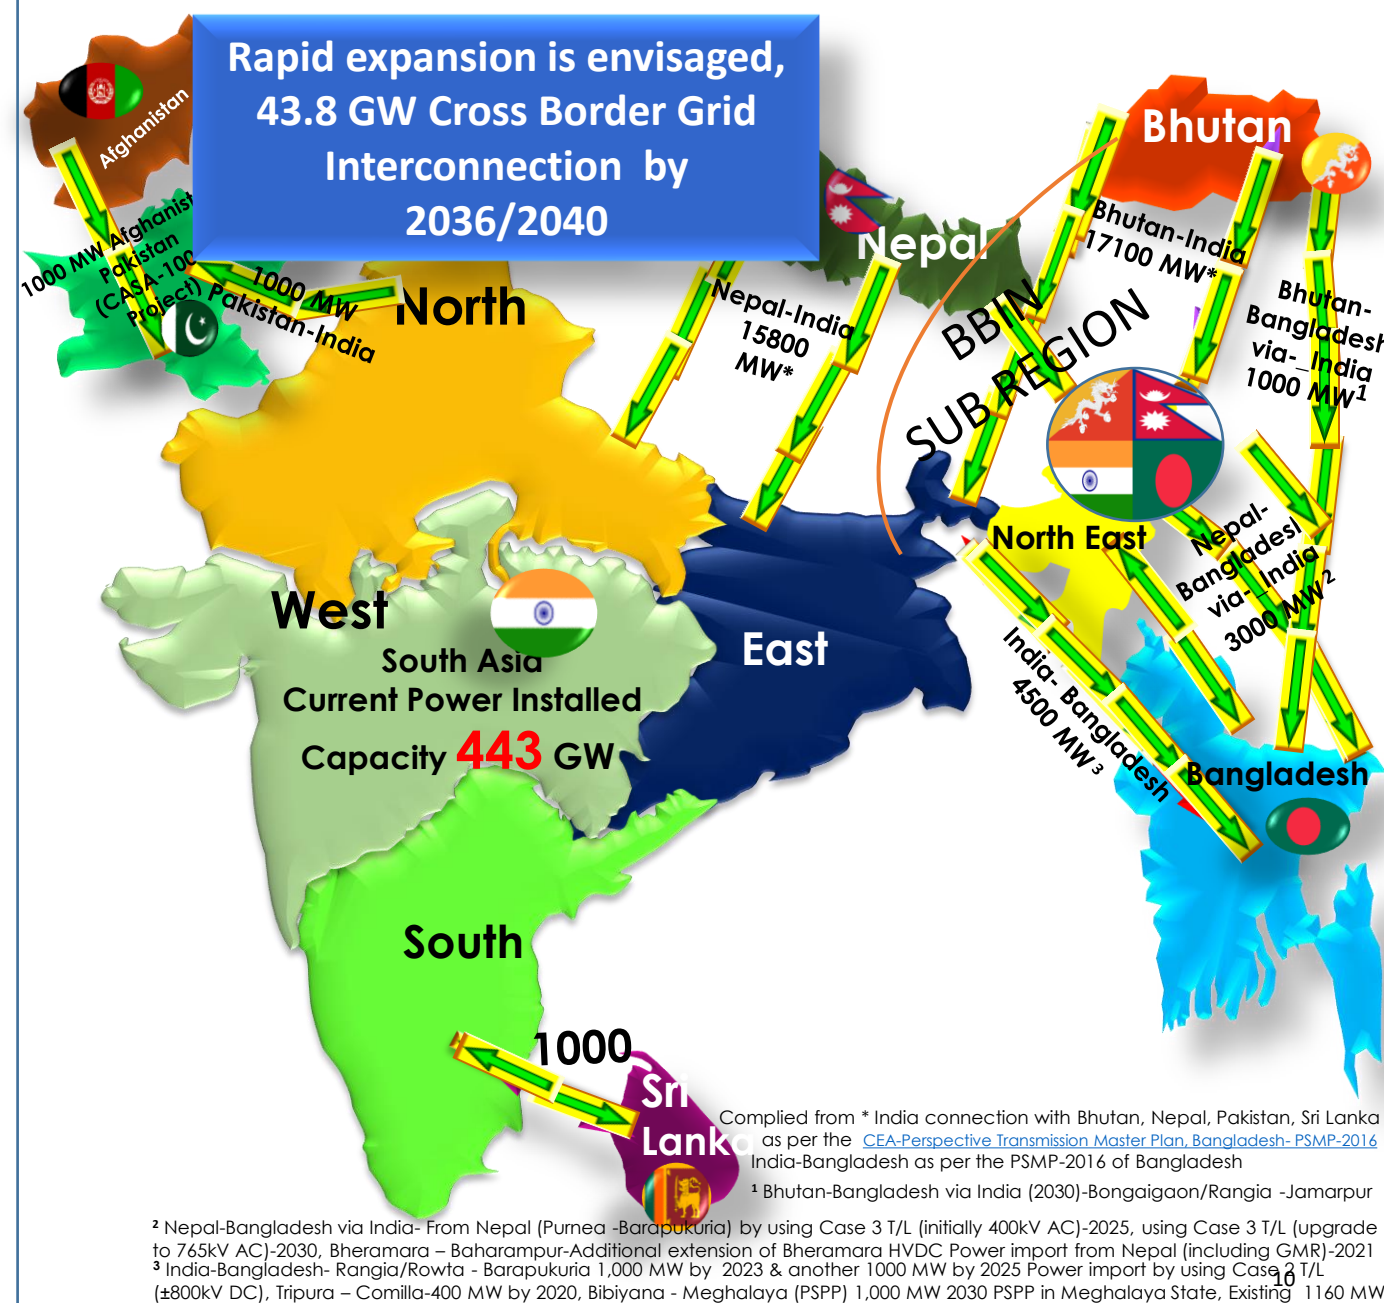 Rapid expansion is envisaged,
43.8 GW Cross Border Grid
Interconnection by
2036/2040
Afghanistan
1000 MW Afghanist
Pakistan
(CASA-100
Project)
1000 MW
Pakistan-India
North
Nepal
Nepal-India
15800
MW*
Bhutan
Bhutan-India
17100 MW*
Bhutan-
Bangladesh
via-_India
1000 MW1
BBIN
SUB REGION
North East
Nepal-
Bangladesl
via-_India
3000 MW2
India- Bangladesh
4500 MW3
Bangladesh
West
East
South Asia
Current Power Installed
Capacity 443 GW
South
1000
Sri
Lanka
Complied from * India connection with Bhutan, Nepal, Pakistan, Sri Lanka
as per the CEA-Perspective Transmission Master Plan, Bangladesh- PSMP-2016
India-Bangladesh as per the PSMP-2016 of Bangladesh
1 Bhutan-Bangladesh via India (2030)-Bongaigaon/Rangia -Jamarpur
2 Nepal-Bangladesh via India- From Nepal (Purnea -Barapukuria) by using Case 3 T/L (initially 400kV AC)-2025, using Case 3 T/L (upgrade
to 765kV AC)-2030, Bheramara – Baharampur-Additional extension of Bheramara HVDC Power import from Nepal (including GMR)-2021
3 India-Bangladesh- Rangia/Rowta - Barapukuria 1,000 MW by 2023 & another 1000 MW by 2025 Power import by using Case 2 T/L
(±800kV DC), Tripura – Comilla-400 MW by 2020, Bibiyana - Meghalaya (PSPP) 1,000 MW 2030 PSPP in Meghalaya State, Existing 1160 MW
10